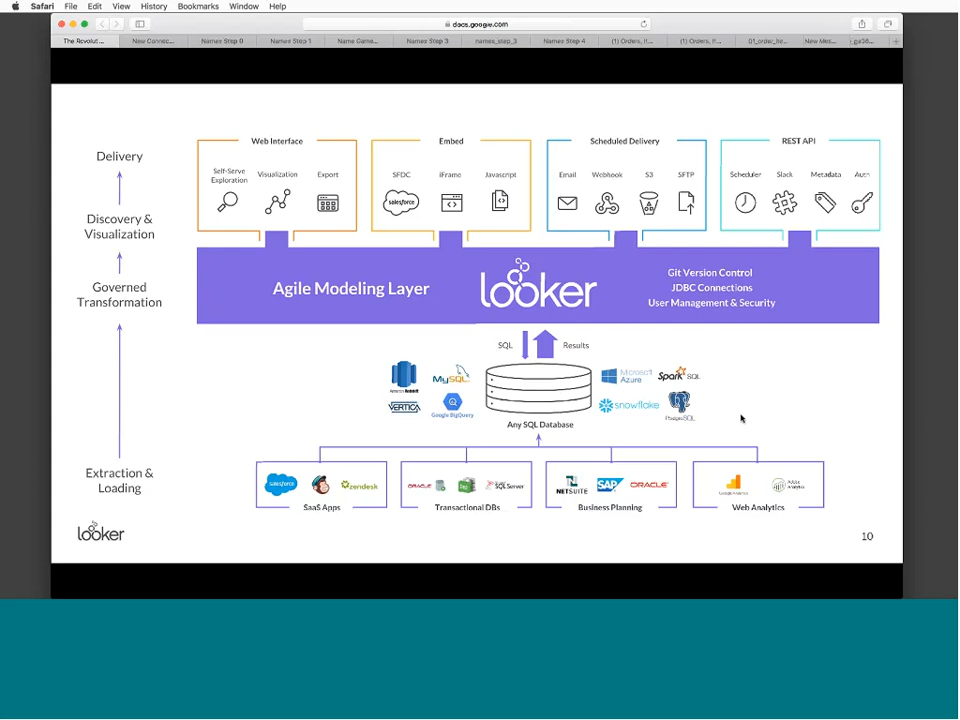 Safari File Edit View History Bookmarks Window Help
docs.google.com
The Revolut... New Connec... Names Step 0 Names Step 1 Name Game... Names Step 3 names_step_3 Names Step 4 (1) Orders, It... (1) Orders, It... New Mes...
Delivery
Discovery &
Visualization
Governed
Transformation
Extraction &
Loading
Web Interface
Self-Serve
Exploration
Visualization
Export
Embed
SFDC
iFrame
Javascript
salesforce
Scheduled Delivery
Email
Webhook
S3
SFTP
REST API
Scheduler
Slack
Metadata
Auth
Agile Modeling Layer
looker
Git Version Control
JDBC Connections
User Management & Security
SQL
Results
Amazon Redshift
MySQL
VERTICA
Google BigQuery
Microsoft
Azure
Spark SQL
snowflake
PostgreSQL
Any SQL Database
salesforce
zendesk
SaaS Apps
ORACLE
SQL Server
Transactional DBs
NETSUITE
SAP
ORACLE
Business Planning
Google Analytics
Adobe
Analytics
Web Analytics
looker
10